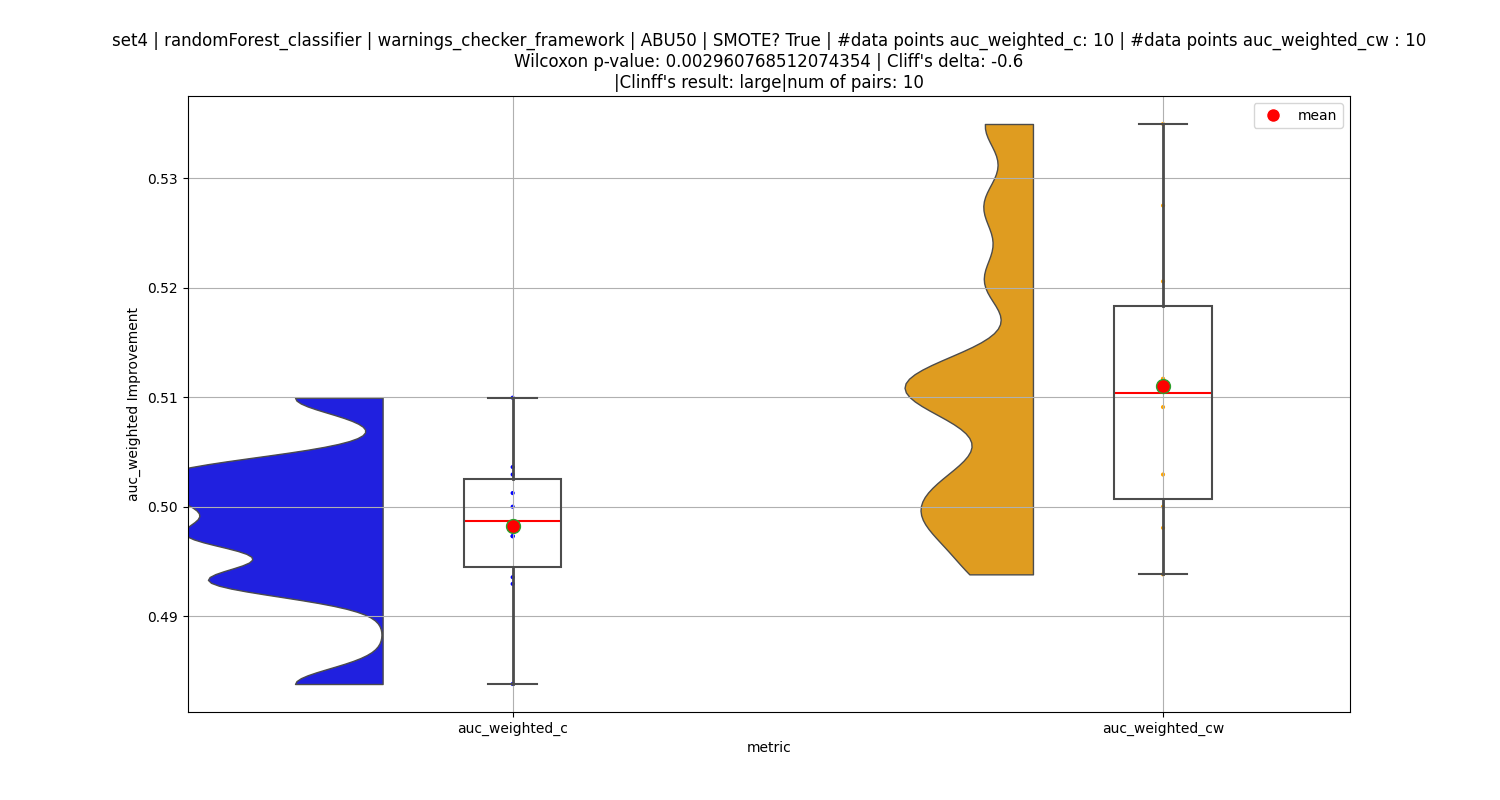 set4 | randomForest_classifier | warnings_checker_framework | ABU50 | SMOTE? True | #data points auc_weighted_c: 10 | #data points auc_weighted_cw : 10
Wilcoxon p-value: 0.002960768512074354 | Cliff's delta: -0.6
|Clinff's result: large|num of pairs: 10
mean
0.53
0.52
0.51
0.50
0.49
auc_weighted Improvement
auc_weighted_c
auc_weighted_cw
metric